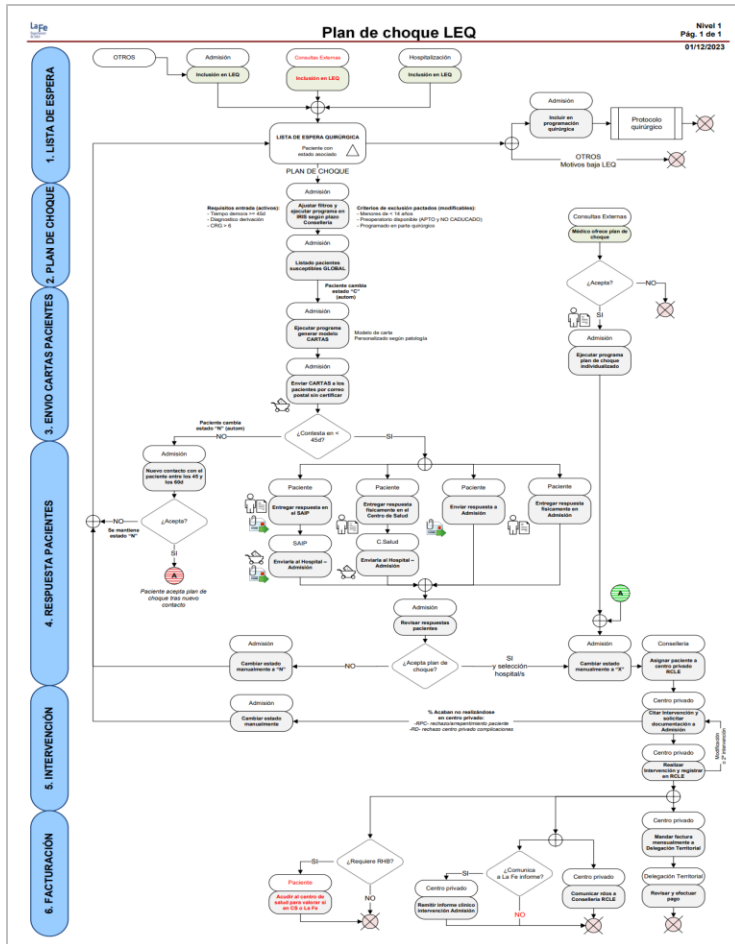 La Fe
Plan de choque LEQ
Nivel 1
Pág. 1 de 1
01/12/2023
1. LISTA DE ESPERA
2. PLAN DE CHOQUE
3. ENVIO CARTAS PACIENTES
4. RESPUESTA PACIENTES
5. INTERVENCIÓN
6. FACTURACIÓN
OTROS
Admisión
Inclusión en LEQ
Consultas Externas
Inclusión en LEQ
Hospitalización
Inclusión en LEQ
LISTA DE ESPERA QUIRÚRGICA
Paciente con
estado asociado
Admisión
Incluir en
programación
quirúrgica
Protocolo
quirúrgico
OTROS
Motivos baja LEQ
PLAN DE CHOQUE
Requisitos entrada (activos):
- Tiempo demora >= 40d
- Diagnostico derivación
- CRG > 6
Admisión
Ajustar filtros y
ejecutar programa en
IRIS según plazo
Conselleria
Criterios de exclusión pactados (modificables):
- Menores de < 14 años
- Preoperatorio disponible (APTO y NO CADUCADO)
- Programado en parte quirúrgico
Admisión
Listado pacientes
susceptibles GLOBAL
Paciente cambia
estado "C"
(autom)
Consultas Externas
Médico ofrece plan de
choque
¿Acepta?
NO
SI
Admisión
Ejecutar programa
plan de choque
individualizado
Admisión
Ejecutar programa
generar modelo
CARTAS
Modelo de carta
Personalizado según patología
Admisión
Enviar CARTAS a los
pacientes por correo
postal sin certificar
Paciente cambia
estado "N" (autom)
NO
¿Contesta en <
45d?
SI
Admisión
Nuevo contacto con el
paciente entre los 45 y
los 60d
NO
Se mantiene
estado "N"
¿Acepta?
SI
A
Paciente acepta plan de
choque tras nuevo
contacto
Paciente
Entregar respuesta en
el SAIP
Paciente
Entregar respuesta
físicamente en el
Centro de Salud
Paciente
Enviar respuesta a
Admisión
Paciente
Entregar respuesta
físicamente en Admisión
SAIP
Enviarla al Hospital –
Admisión
C.Salud
Enviarla al Hospital –
Admisión
Admisión
Revisar respuestas
pacientes
A
Admisión
Cambiar estado
manualmente a "N"
NO
¿Acepta plan de
choque?
SI
y selección
hospital/s
Admisión
Cambiar estado
manualmente a "X"
Conselleria
Asignar paciente a
centro privado
RCLE
Admisión
Cambiar estado
manualmente
% Acaban no realizándose
en centro privado:
-RPC- rechazo/arrepentimiento paciente
-RD- rechazo centro privado complicaciones
Centro privado
Citar Intervención y
solicitar
documentación a
Admisión
Modificación
o 2ª intervención
Centro privado
Realizar
Intervención y registrar
en RCLE
Centro privado
Mandar factura
mensualmente a
Delegación Territorial
Delegación Territorial
Revisar y efectuar
pago
SI
¿Requiere RHB?
NO
Paciente
Acudir al centro de
salud para valorar si
en CS o La Fe
SI
¿Comunica
a La Fe informe?
NO
Centro privado
Remitir informe clínico
intervención Admisión
Centro privado
Comunicar rdos a
Conselleria RCLE